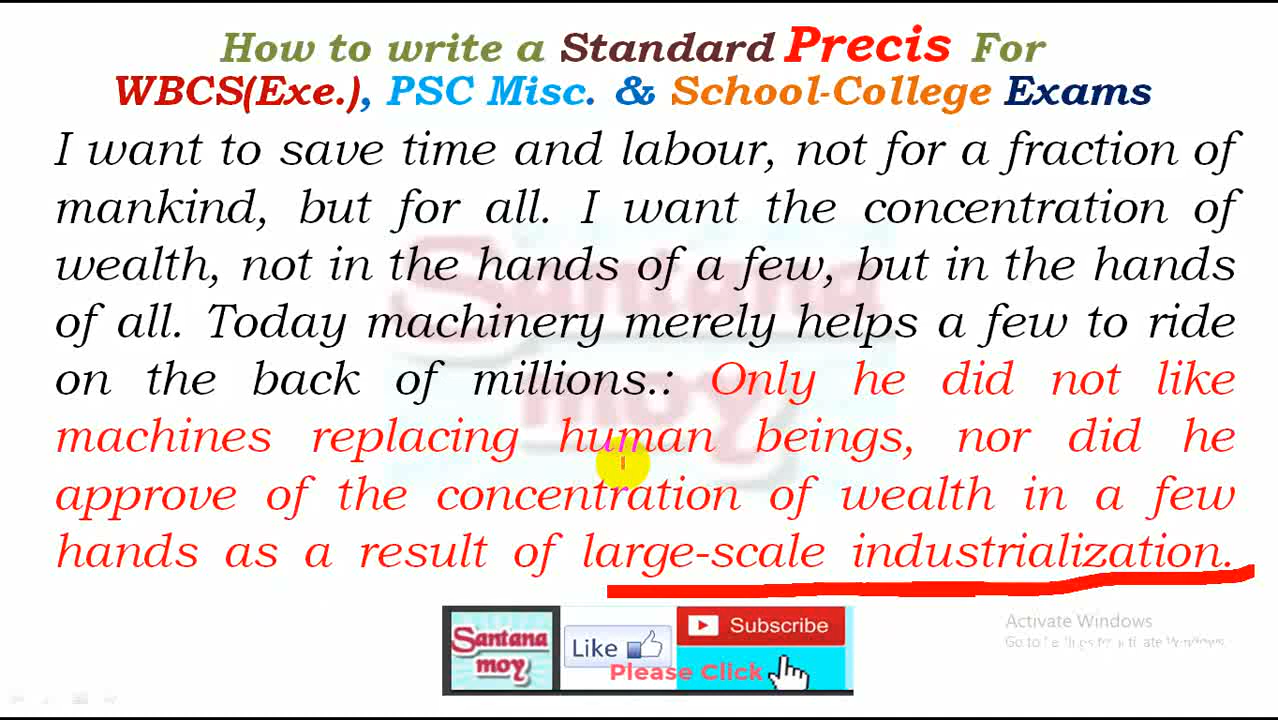 How to write a Standard Precis For
WBCS(Exe.), PSC Misc. & School-College Exams
I want to save time and labour, not for a fraction of
mankind, but for all. I want the concentration of
wealth, not in the hands of a few, but in the hands
of all. Today machinery merely helps a few to ride
on the back of millions.: Only he did not like
machines replacing human beings, nor did he
approve of the concentration of wealth in a few
hands as a result of large-scale industrialization.
Santana
moy
Santana
moy
Like
Subscribe
Please Click
Activate Windows